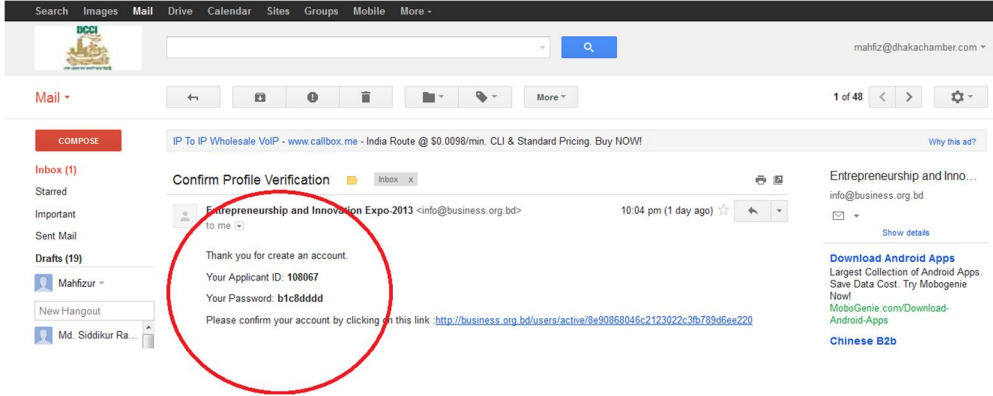 Search Images Mail Drive Calendar Sites Groups Mobile More
DCCI
mahfiz@dhakachamber.com
Mail
More
1 of 48
COMPOSE
IP To IP Wholesale VoIP - www.callbox.me - India Route @ $0.0098/min. CLI & Standard Pricing. Buy NOW!
Why this ad?
Inbox (1)
Starred
Important
Sent Mail
Drafts (19)
Mahfizur
New Hangout
Md. Siddikur Ra...
Confirm Profile Verification
Inbox x
Entrepreneurship and Innovation Expo-2013 <info@business.org.bd>
10:04 pm (1 day ago)
to me
Thank you for create an account.
Your Applicant ID: 108067
Your Password: b1c8dddd
Please confirm your account by clicking on this link :http://business.org.bd/users/active/8e90868046c2123022c3fb789d6ee220
Entrepreneurship and Inno...
info@business.org.bd
Show details
Download Android Apps
Largest Collection of Android Apps.
Save Data Cost. Try Mobogenie
Now!
MoboGenie.com/Download-
Android-Apps
Chinese B2b